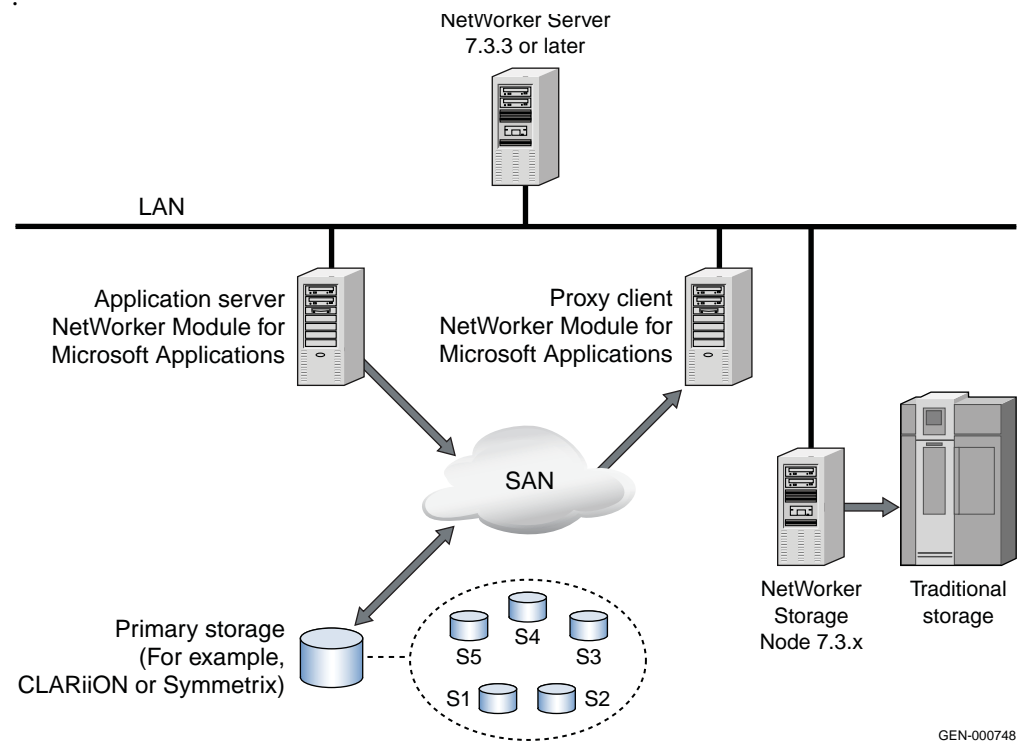 .
NetWorker Server
7.3.3 or later
LAN
Application server
NetWorker Module for
Microsoft Applications
Proxy client
NetWorker Module for
Microsoft Applications
SAN
NetWorker
Storage
Node 7.3.x
Traditional
storage
Primary storage
(For example,
CLARiiON or Symmetrix)
S4
S5
S3
S1
S2
GEN-000748